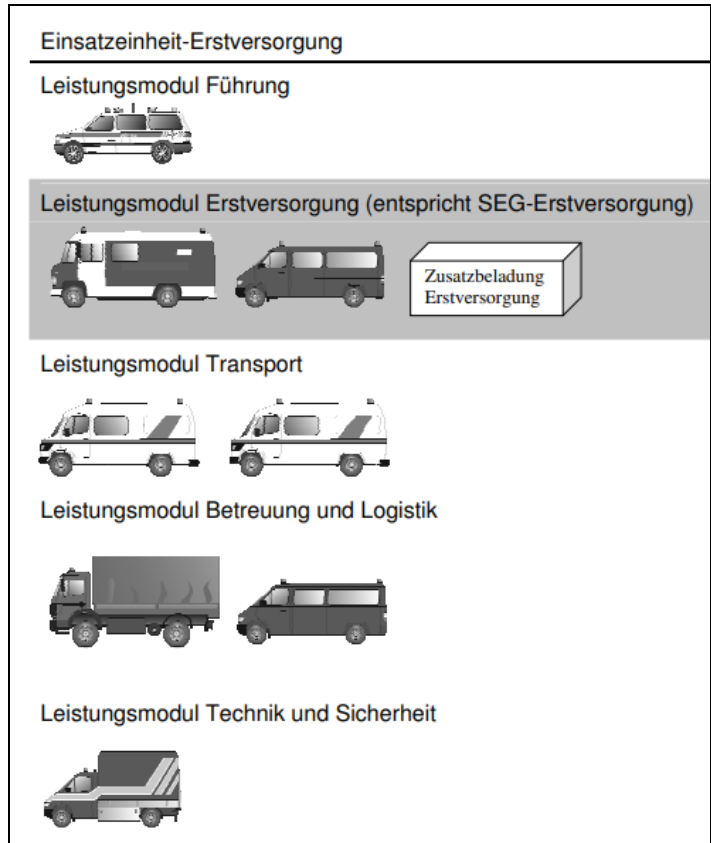 Einsatzeinheit-Erstversorgung
Leistungsmodul Führung
Leistungsmodul Erstversorgung (entspricht SEG-Erstversorgung)
Zusatzbeladung
Erstversorgung
Leistungsmodul Transport
Leistungsmodul Betreuung und Logistik
Leistungsmodul Technik und Sicherheit